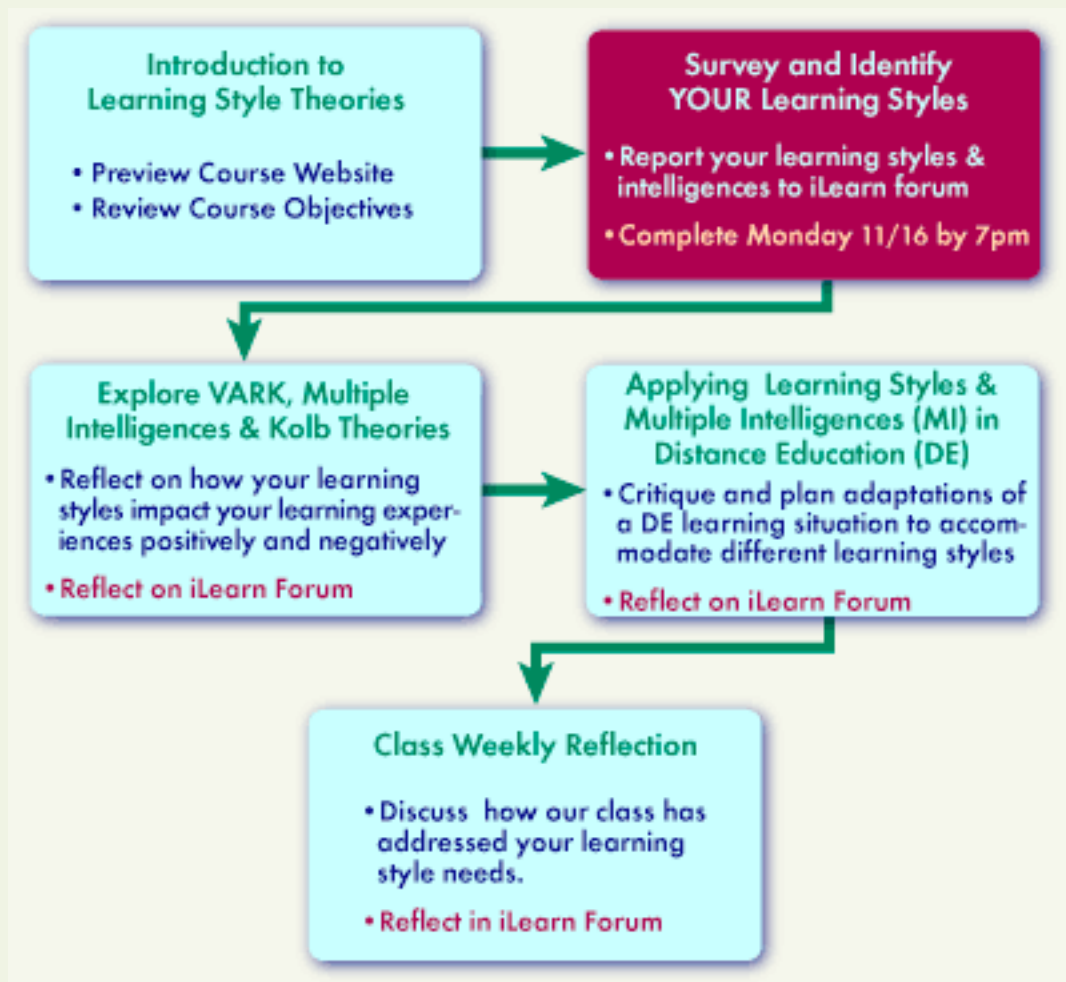 Introduction to
Learning Style Theories
• Preview Course Website
• Review Course Objectives
Survey and Identify
YOUR Learning Styles
• Report your learning styles &
intelligences to iLearn forum
• Complete Monday 11/16 by 7pm
Explore VARK, Multiple
Intelligences & Kolb Theories
• Reflect on how your learning
styles impact your learning exper-
iences positively and negatively
• Reflect on iLearn Forum
Applying Learning Styles &
Multiple Intelligences (MI) in
Distance Education (DE)
• Critique and plan adaptations of
a DE learning situation to accom-
modate different learning styles
• Reflect on iLearn Forum
Class Weekly Reflection
• Discuss how our class has
addressed your learning
style needs.
• Reflect in iLearn Forum